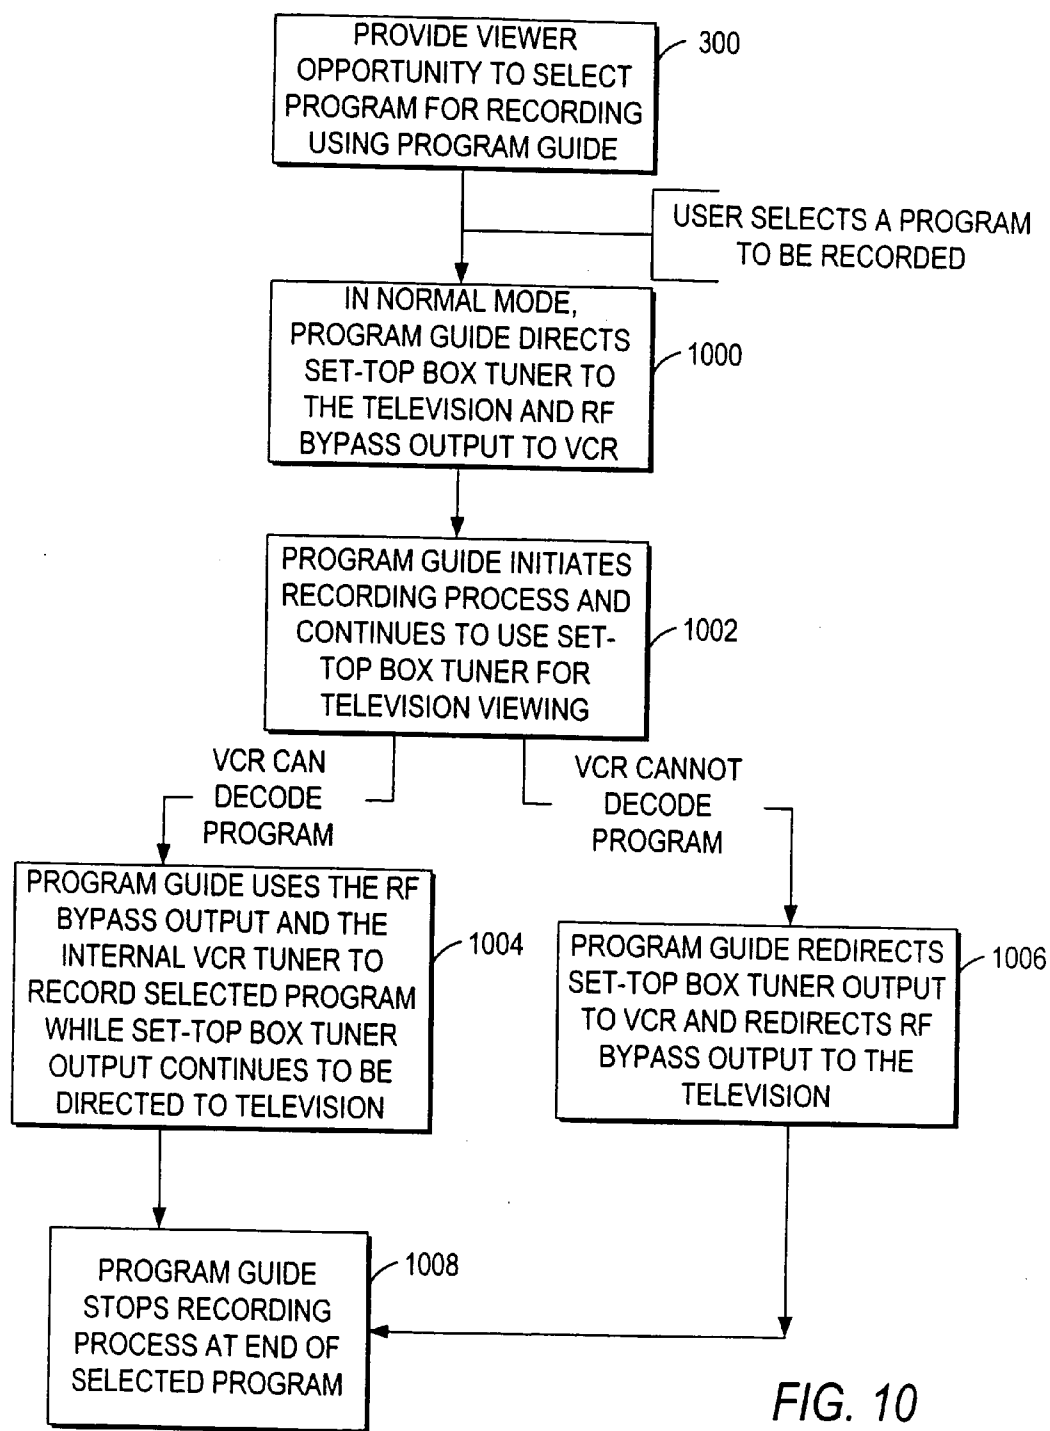 PROVIDE VIEWER
OPPORTUNITY TO SELECT
PROGRAM FOR RECORDING
USING PROGRAM GUIDE
300
USER SELECTS A PROGRAM
TO BE RECORDED
IN NORMAL MODE,
PROGRAM GUIDE DIRECTS
SET-TOP BOX TUNER TO
THE TELEVISION AND RF
BYPASS OUTPUT TO VCR
1000
PROGRAM GUIDE INITIATES
RECORDING PROCESS AND
CONTINUES TO USE SET-
TOP BOX TUNER FOR
TELEVISION VIEWING
1002
VCR CAN
DECODE
PROGRAM
VCR CANNOT
DECODE
PROGRAM
PROGRAM GUIDE USES THE RF
BYPASS OUTPUT AND THE
INTERNAL VCR TUNER TO
RECORD SELECTED PROGRAM
WHILE SET-TOP BOX TUNER
OUTPUT CONTINUES TO BE
DIRECTED TO TELEVISION
1004
PROGRAM GUIDE REDIRECTS
SET-TOP BOX TUNER OUTPUT
TO VCR AND REDIRECTS RF
BYPASS OUTPUT TO THE
TELEVISION
1006
PROGRAM GUIDE
STOPS RECORDING
PROCESS AT END OF
SELECTED PROGRAM
1008
FIG. 10